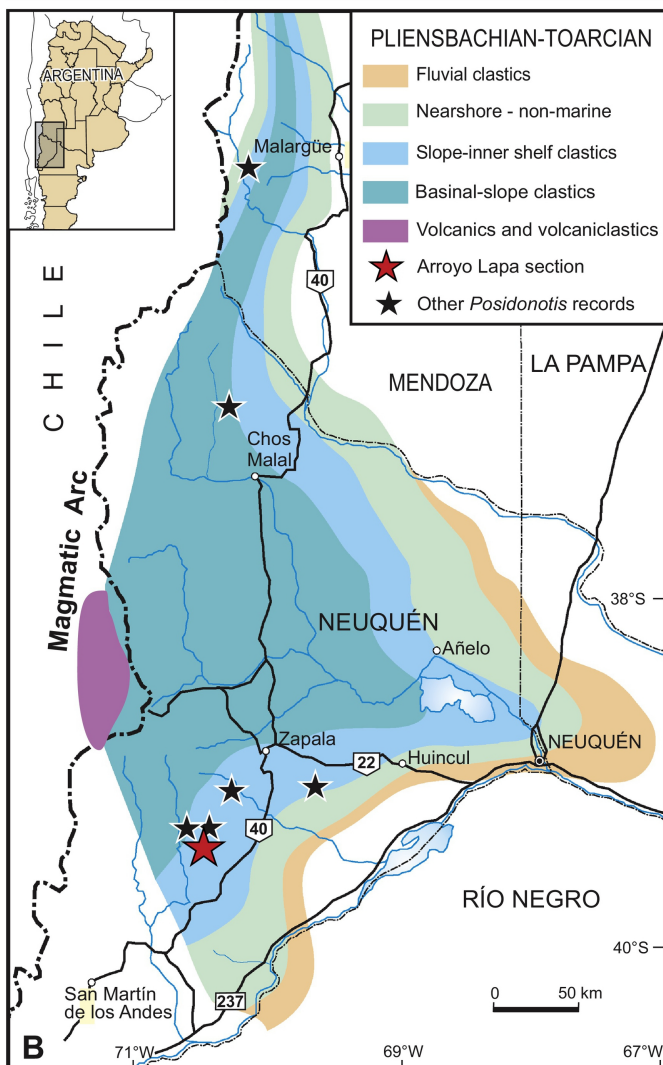 ARGENTINA
PLIENSBACHIAN-TOARCIAN
Fluvial clastics
Nearshore - non-marine
Slope-inner shelf clastics
Basinal-slope clastics
Volcanics and volcaniclastics
Arroyo Lapa section
Other Posidonotis records
Malargüe
40
CHILE
MENDOZA
LA PAMPA
Chos
Malal
Magmatic Arc
38°S
NEUQUÉN
Añelo
Zapala
NEUQUÉN
22
Huincul
40
RÍO NEGRO
40°S
San Martín
de los Andes
237
0
50 km
B
71°W
69°W
67°W